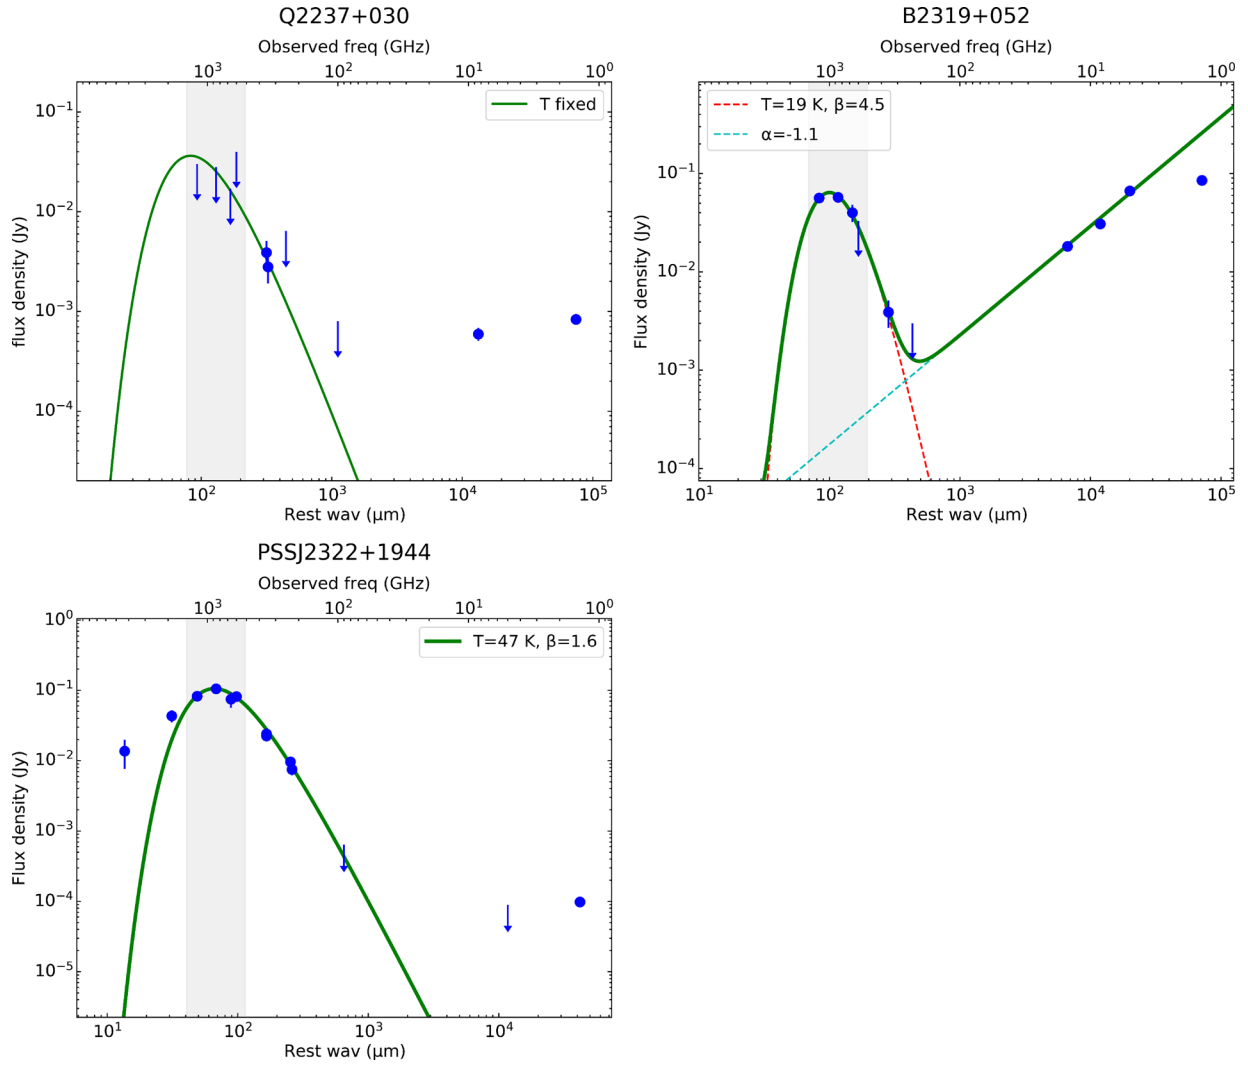 Q2237+030
Observed freq (GHz)
10³ 10² 10¹ 10⁰
T fixed
flux density (Jy)
10⁻¹
10⁻²
10⁻³
10⁻⁴
10² 10³ 10⁴ 10⁵
Rest wav (μm)
B2319+052
Observed freq (GHz)
10³ 10² 10¹ 10⁰
T=19 K, β=4.5
α=-1.1
Flux density (Jy)
10⁻¹
10⁻²
10⁻³
10⁻⁴
10¹ 10² 10³ 10⁴ 10⁵
Rest wav (μm)
PSSJ2322+1944
Observed freq (GHz)
10³ 10² 10¹ 10⁰
T=47 K, β=1.6
Flux density (Jy)
10⁰
10⁻¹
10⁻²
10⁻³
10⁻⁴
10⁻⁵
10¹ 10² 10³ 10⁴
Rest wav (μm)